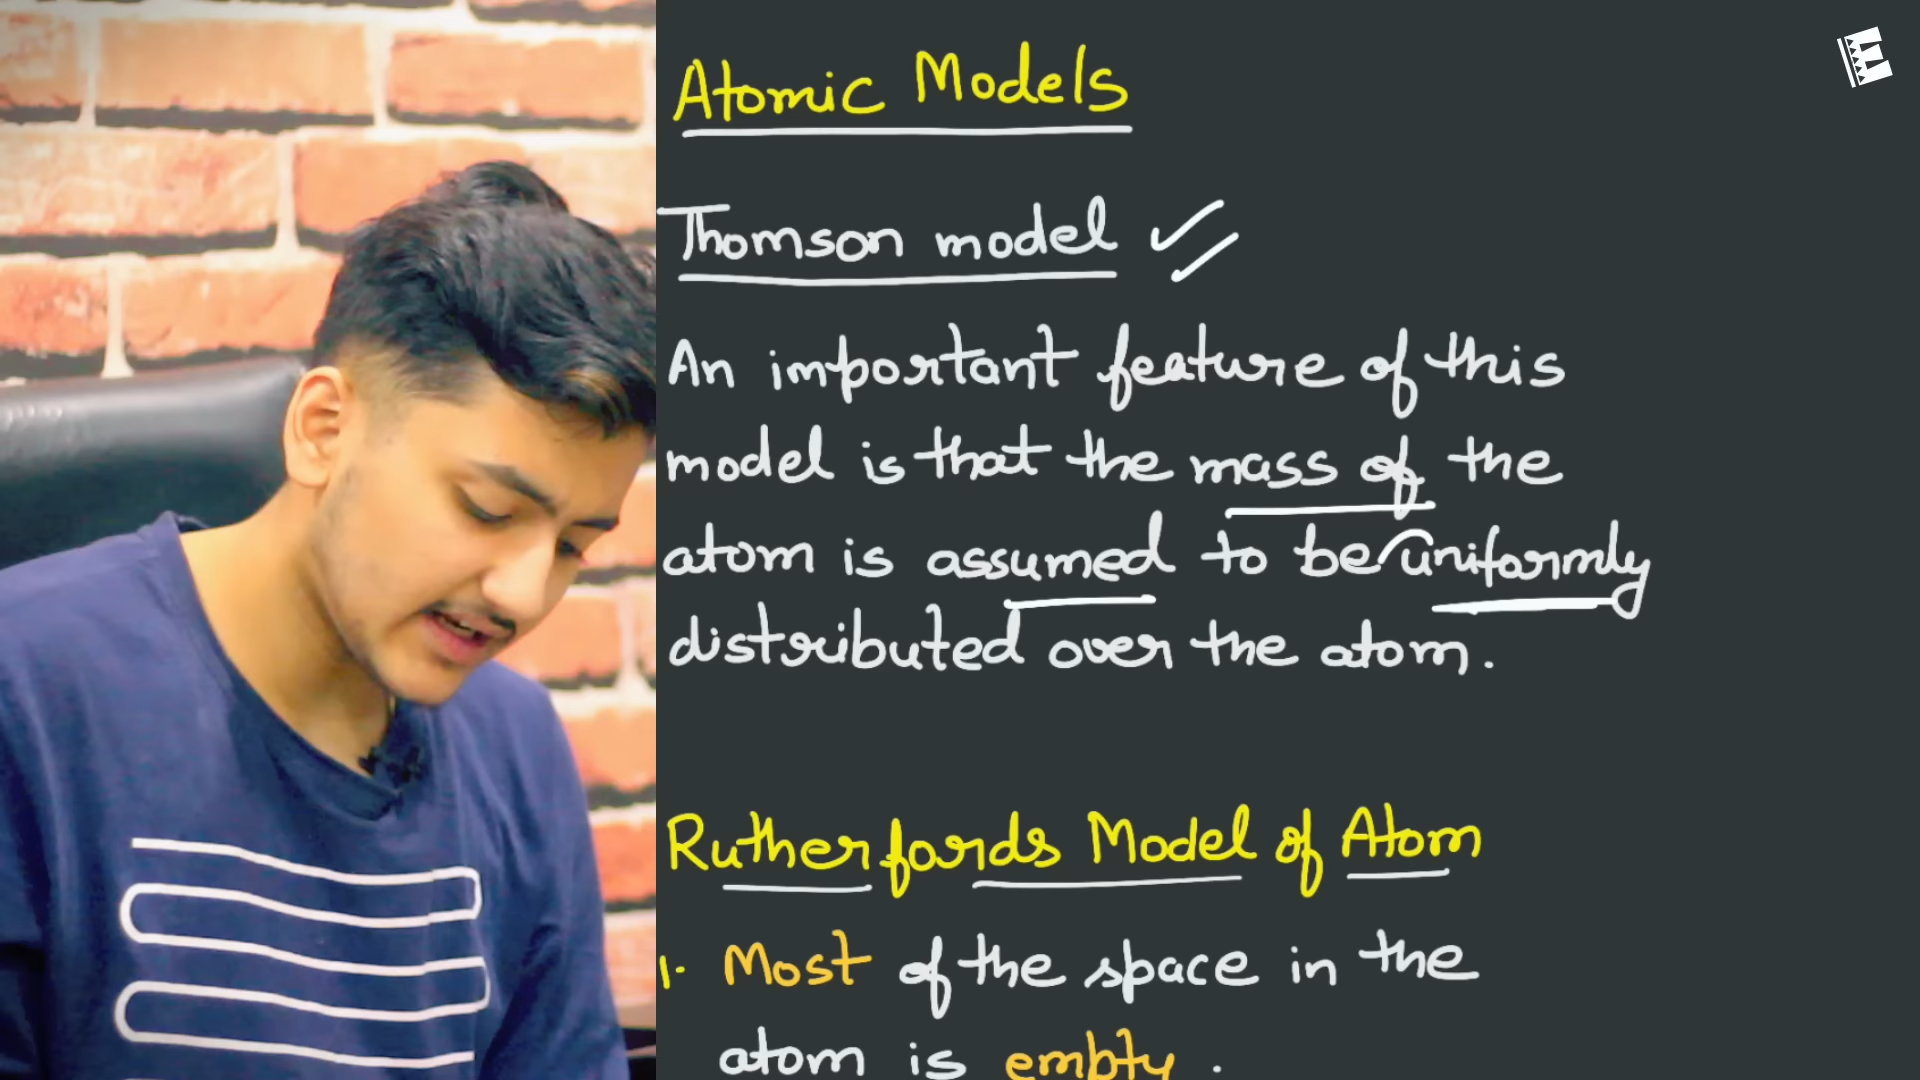 Atomic Models
Thomson model
An important feature of this
model is that the mass of the
atom is assumed to be uniformly
distributed over the atom.
Rutherfords Model of Atom
1. Most of the space in the
atom is empty.